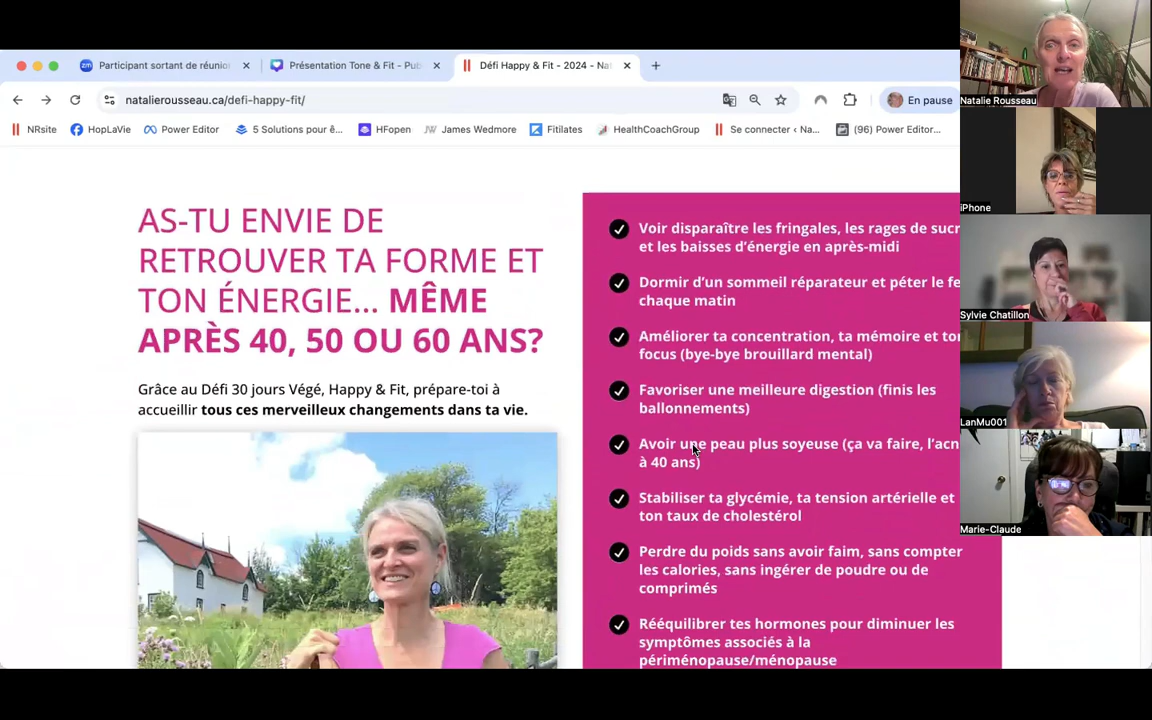 Participant sortant de réunio
Présentation Tone & Fit - Pub
Défi Happy & Fit - 2024 - Nat
natalierousseau.ca/defi-happy-fit/
En pause
NRsite
HopLaVie
Power Editor
5 Solutions pour ê...
HFopen
James Wedmore
Fitilates
HealthCoachGroup
Se connecter ‹ Na...
(96) Power Editor...
AS-TU ENVIE DE
RETROUVER TA FORME ET
TON ÉNERGIE... MÊME
APRÈS 40, 50 OU 60 ANS?
Grâce au Défi 30 jours Végé, Happy & Fit, prépare-toi à
accueillir tous ces merveilleux changements dans ta vie.
Voir disparaître les fringales, les rages de sucr
et les baisses d'énergie en après-midi
Dormir d'un sommeil réparateur et péter le fe
chaque matin
Améliorer ta concentration, ta mémoire et ton
focus (bye-bye brouillard mental)
Favoriser une meilleure digestion (finis les
ballonnements)
Avoir une peau plus soyeuse (ça va faire, l'acn
à 40 ans)
Stabiliser ta glycémie, ta tension artérielle et
ton taux de cholestérol
Perdre du poids sans avoir faim, sans compter
les calories, sans ingérer de poudre ou de
comprimés
Rééquilibrer tes hormones pour diminuer les
symptômes associés à la
périménopause/ménopause
Natalie Rousseau
iPhone
Sylvie Chatillon
LanMu001
Marie-Claude